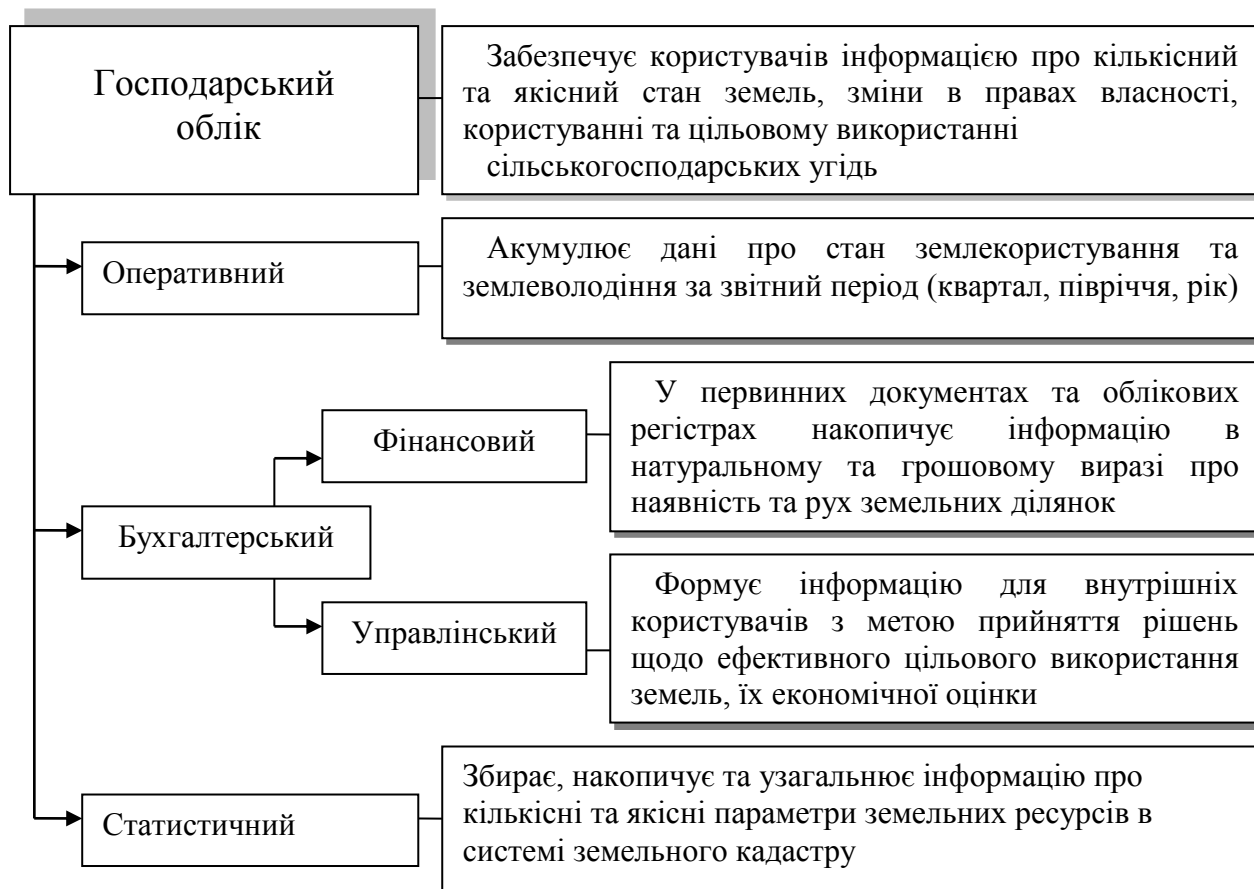 Господарський
облік
Забезпечує користувачів інформацією про кількісний
та якісний стан земель, зміни в правах власності,
користуванні та цільовому використанні
сільськогосподарських угідь
Оперативний
Акумулює дані про стан землекористування та
землеволодіння за звітний період (квартал, півріччя, рік)
Бухгалтерський
Фінансовий
У первинних документах та облікових
регістрах накопичує інформацію в
натуральному та грошовому виразі про
наявність та рух земельних ділянок
Управлінський
Формує інформацію для внутрішніх
користувачів з метою прийняття рішень
щодо ефективного цільового використання
земель, їх економічної оцінки
Статистичний
Збирає, накопичує та узагальнює інформацію про
кількісні та якісні параметри земельних ресурсів в
системі земельного кадастру